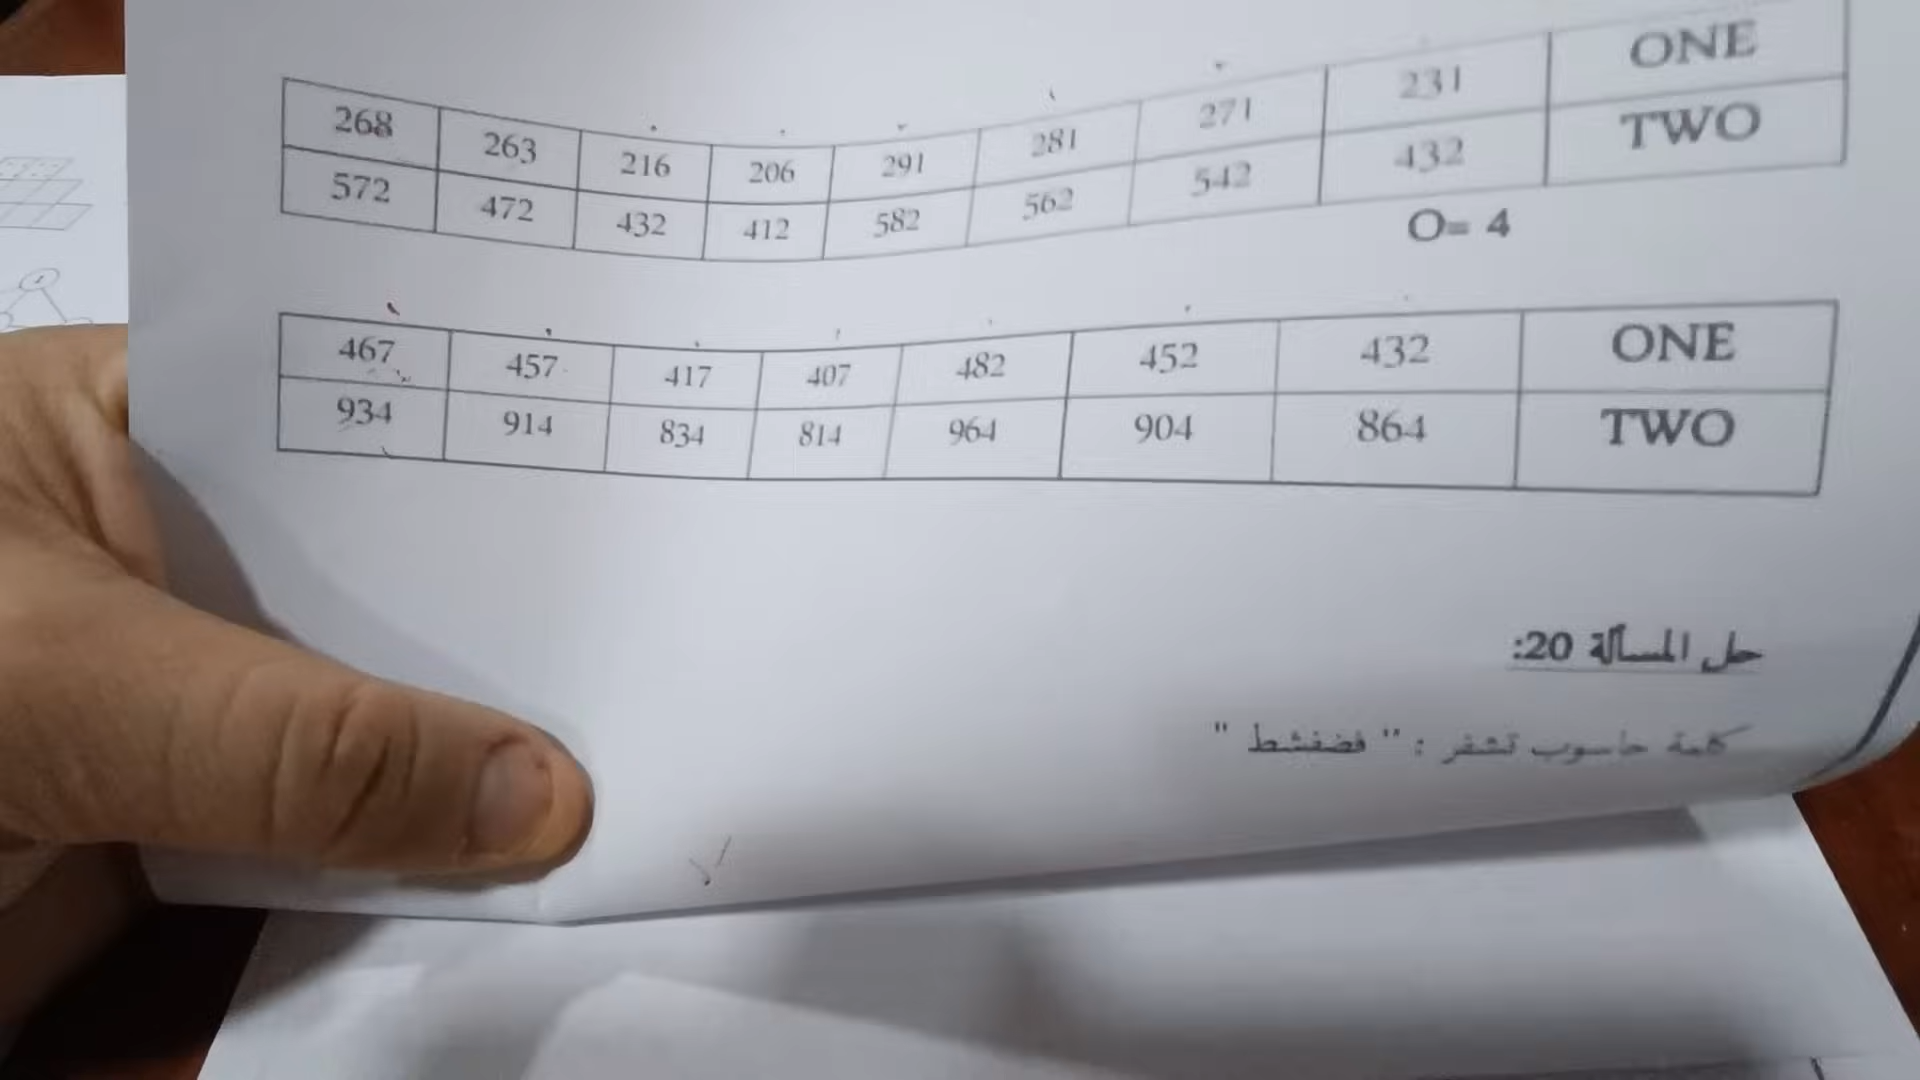 268 263 216 206 291 281 271 231 ONE
572 472 432 412 582 562 542 432 TWO
O= 4
467 457 417 407 482 452 432 ONE
934 914 834 814 964 904 864 TWO
حل المسألة 20:
كلمة حاسوب تشفر : " فضفشط "